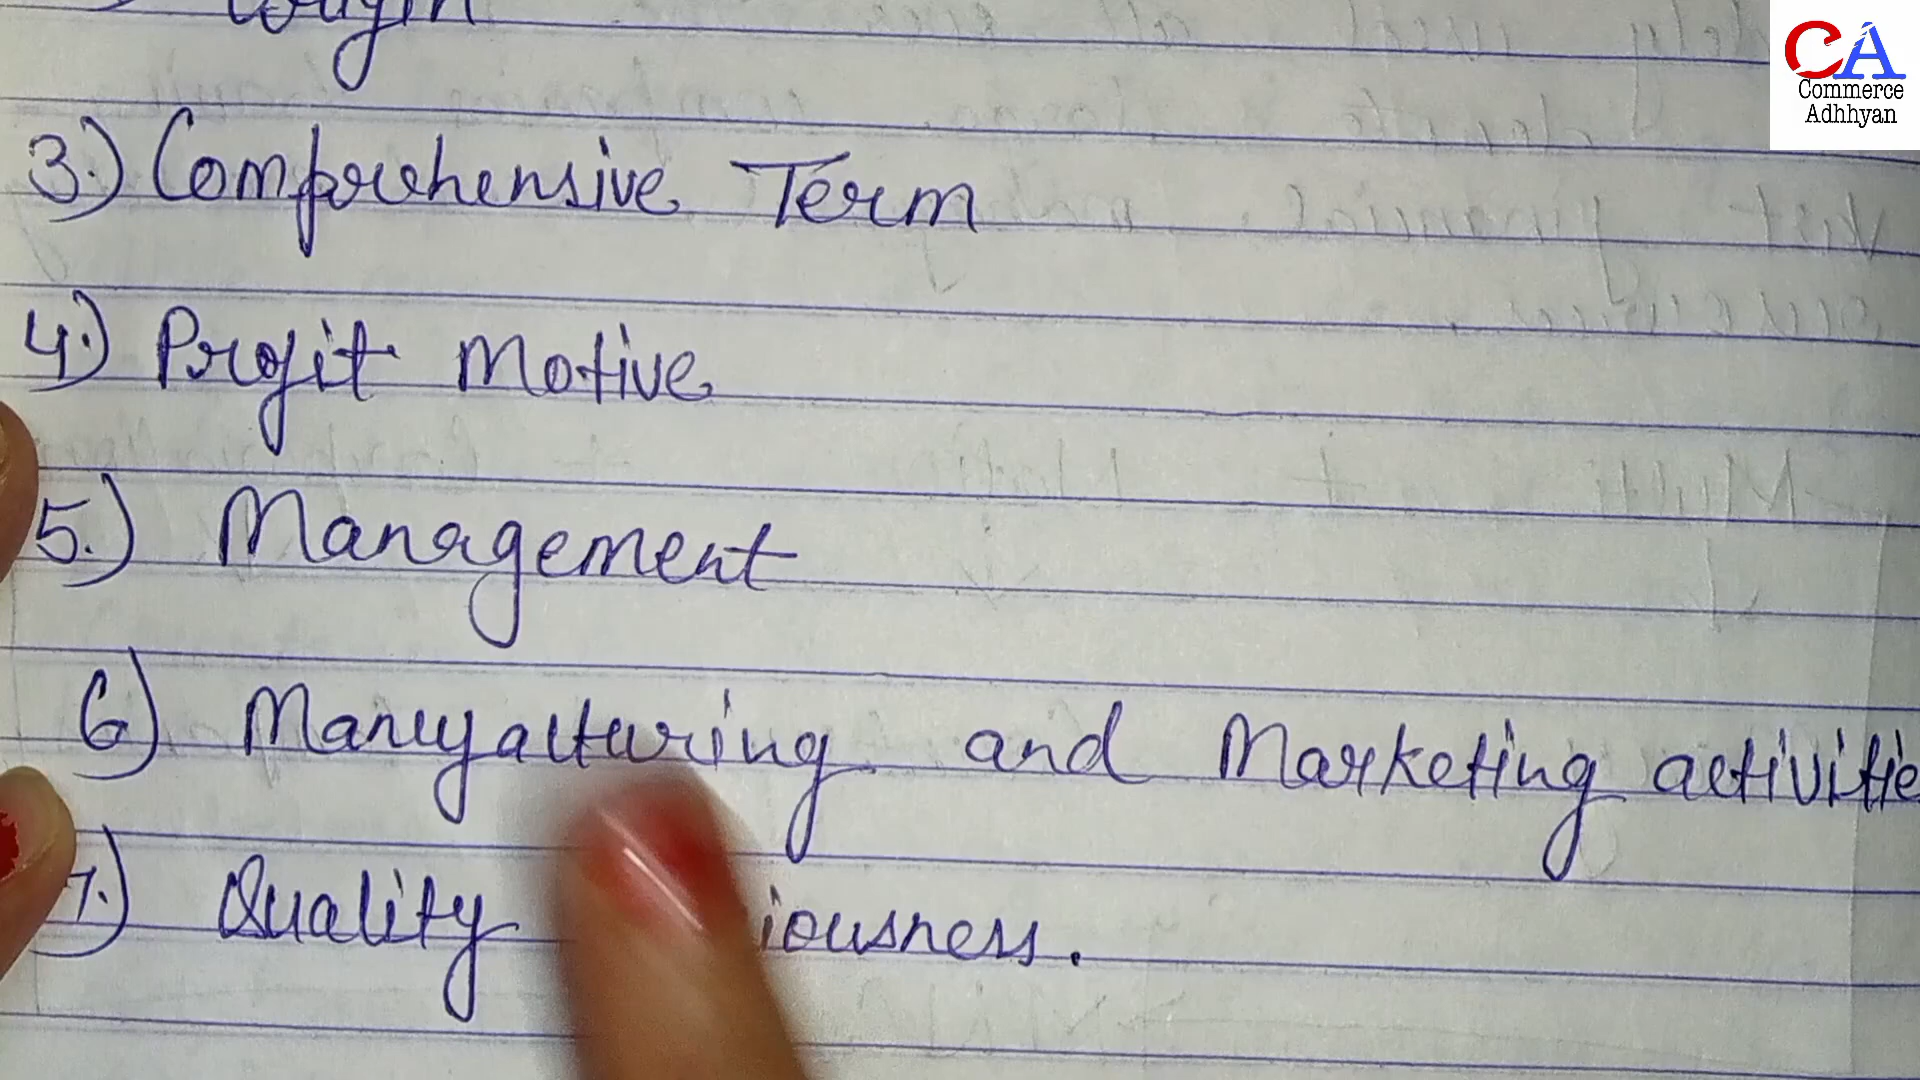 CA
Commerce
Adhhyan
3.) Comprehensive Term
4.) Profit Motive
5.) Management
6) Manufacturing and Marketing activitie
7.) Quality iousness.